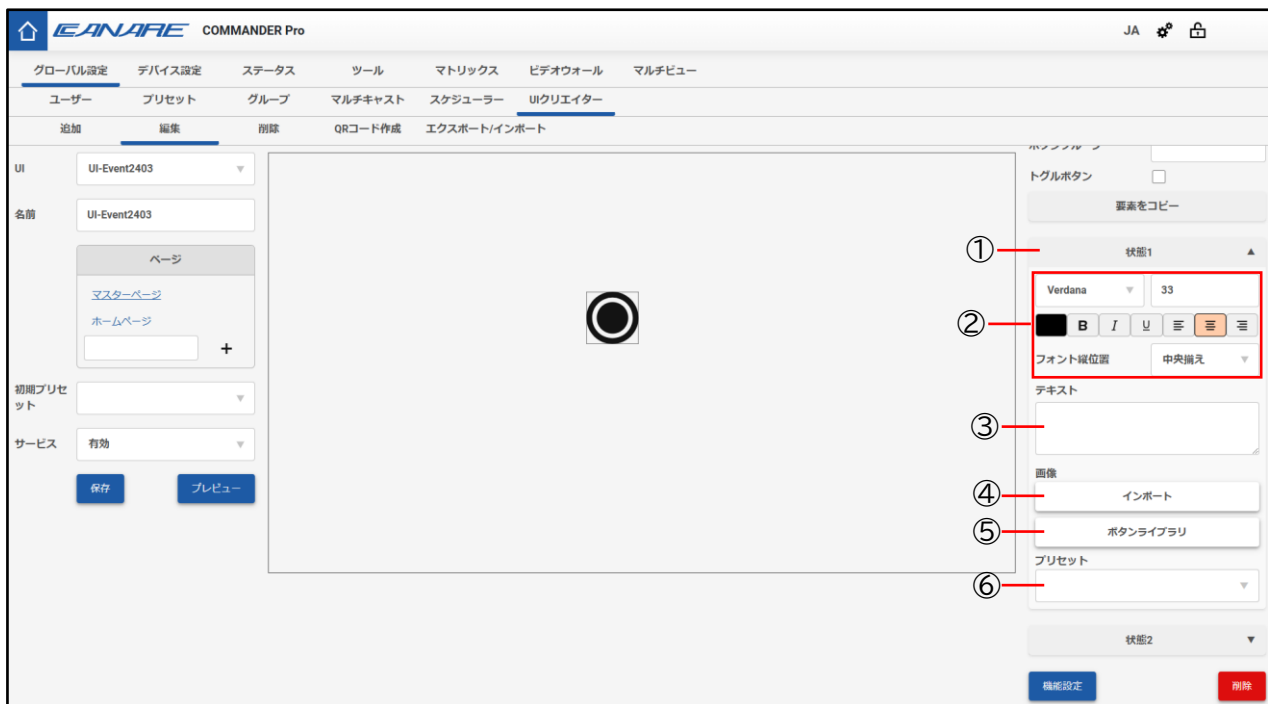 CANARE COMMANDER Pro JA
グローバル設定 デバイス設定 ステータス ツール マトリックス ビデオウォール マルチビュー
ユーザー プリセット グループ マルチキャスト スケジューラー UIクリエイター
追加 編集 削除 QRコード作成 エクスポート/インポート
UI UI-Event2403
名前 UI-Event2403
ページ
マスターページ
ホームページ
+
初期プリセ
ット
サービス 有効
保存 プレビュー
トグルボタン
要素をコピー
① 状態1
② Verdana 33
B I U
フォント縦位置 中央揃え
テキスト
③
画像
④ インポート
⑤ ボタンライブラリ
プリセット
⑥
状態2
機能設定 削除